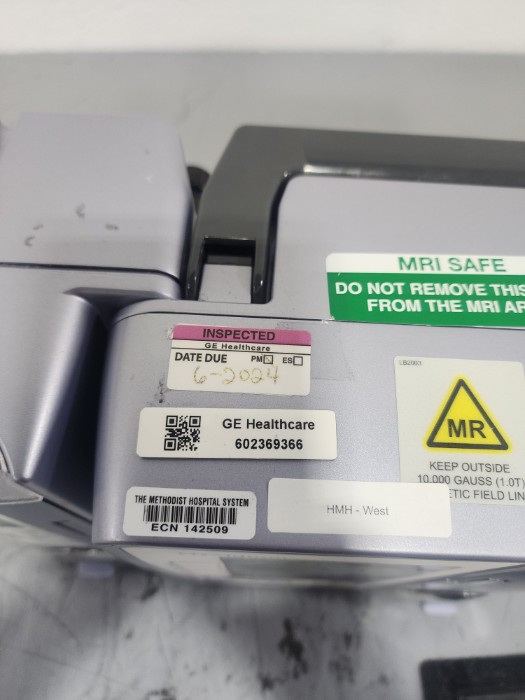 MRI SAFE
DO NOT REMOVE THIS
FROM THE MRI AR
INSPECTED
GE Healthcare
DATE DUE PM ES
6-2024
GE Healthcare
602369366
THE METHODIST HOSPITAL SYSTEM
ECN 142509
HMH - West
MR
KEEP OUTSIDE
10,000 GAUSS (1.0T)
ETIC FIELD LIN